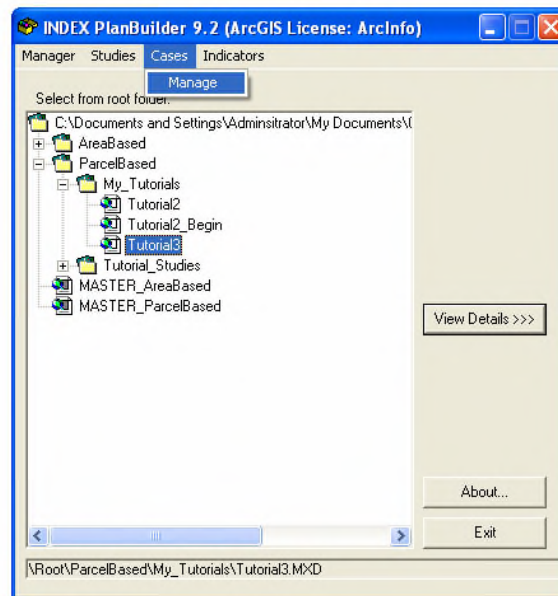 INDEX PlanBuilder 9.2 (ArcGIS License: ArcInfo)
Manager Studies Cases Indicators
Manage
Select from root folder:
C:\Documents and Settings\Adminsitrator\My Documents\(
AreaBased
ParcelBased
My_Tutorials
Tutorial2
Tutorial2_Begin
Tutorial3
Tutorial_Studies
MASTER_AreaBased
MASTER_ParcelBased
View Details >>>
About...
Exit
\Root\ParcelBased\My_Tutorials\Tutorial3.MXD